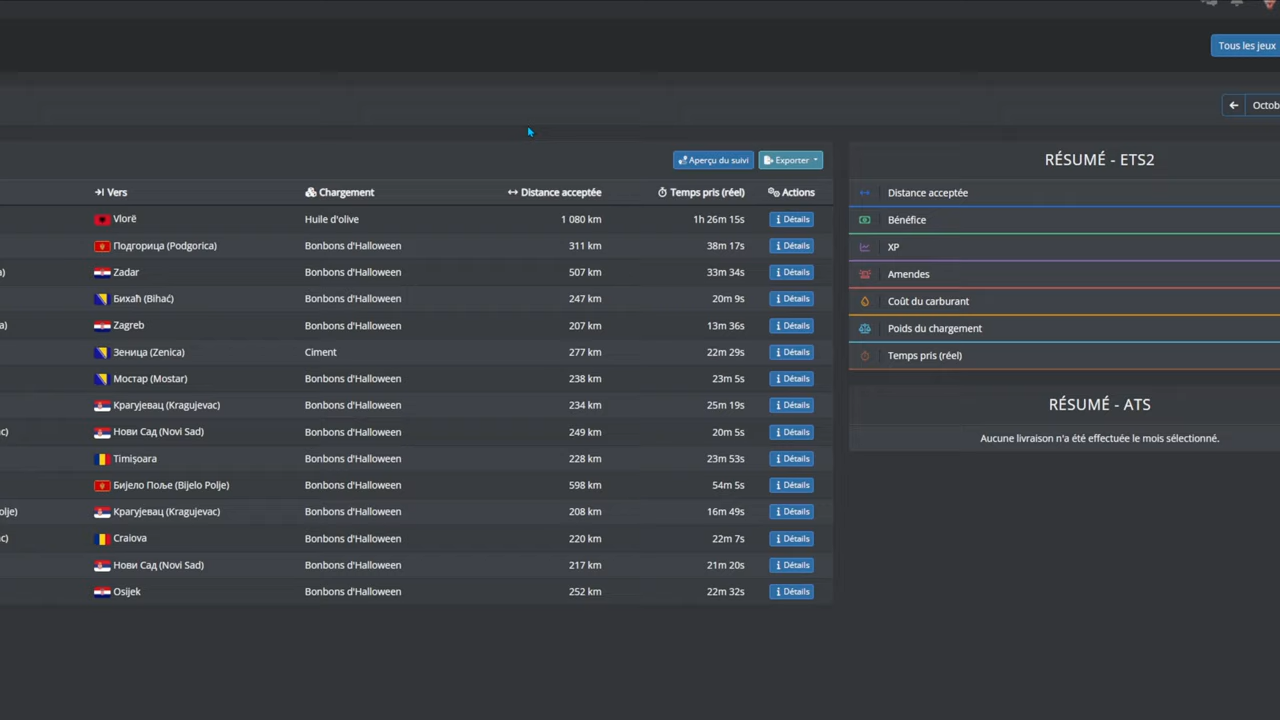 Tous les jeux
Octob
Aperçu du suivi Exporter
Vers Chargement Distance acceptée Temps pris (réel) Actions
Vlorë Huile d'olive 1 080 km 1h 26m 15s Détails
Подгорица (Podgorica) Bonbons d'Halloween 311 km 38m 17s Détails
a) Zadar Bonbons d'Halloween 507 km 33m 34s Détails
Бихаћ (Bihać) Bonbons d'Halloween 247 km 20m 9s Détails
a) Zagreb Bonbons d'Halloween 207 km 13m 36s Détails
Зеница (Zenica) Ciment 277 km 22m 29s Détails
Мостар (Mostar) Bonbons d'Halloween 238 km 23m 5s Détails
Крагујевац (Kragujevac) Bonbons d'Halloween 234 km 25m 19s Détails
c) Нови Сад (Novi Sad) Bonbons d'Halloween 249 km 20m 5s Détails
Timișoara Bonbons d'Halloween 228 km 23m 53s Détails
Бијело Поље (Bijelo Polje) Bonbons d'Halloween 598 km 54m 5s Détails
olje) Крагујевац (Kragujevac) Bonbons d'Halloween 208 km 16m 49s Détails
c) Craiova Bonbons d'Halloween 220 km 22m 7s Détails
Нови Сад (Novi Sad) Bonbons d'Halloween 217 km 21m 20s Détails
Osijek Bonbons d'Halloween 252 km 22m 32s Détails
RÉSUMÉ - ETS2
Distance acceptée
Bénéfice
XP
Amendes
Coût du carburant
Poids du chargement
Temps pris (réel)
RÉSUMÉ - ATS
Aucune livraison n'a été effectuée le mois sélectionné.